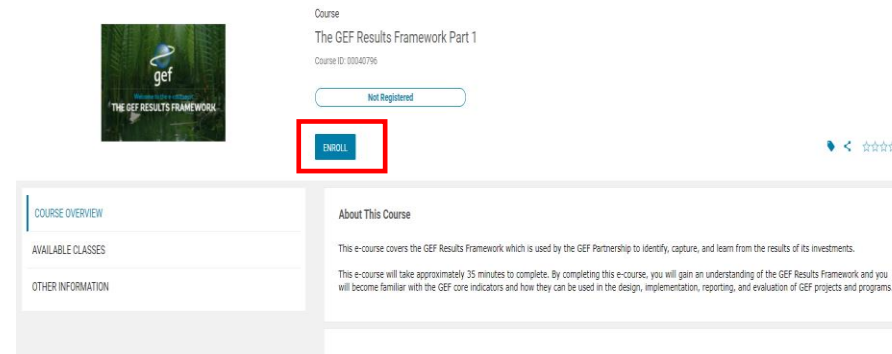 Course
The GEF Results Framework Part 1
Course ID: 00040796
Not Registered
ENROLL
gef
THE GEF RESULTS FRAMEWORK
COURSE OVERVIEW
AVAILABLE CLASSES
OTHER INFORMATION
About This Course
This e-course covers the GEF Results Framework which is used by the GEF Partnership to identify, capture, and learn from the results of its investments.
This e-course will take approximately 35 minutes to complete. By completing this e-course, you will gain an understanding of the GEF Results Framework and you
will become familiar with the GEF core indicators and how they can be used in the design, implementation, reporting, and evaluation of GEF projects and programs